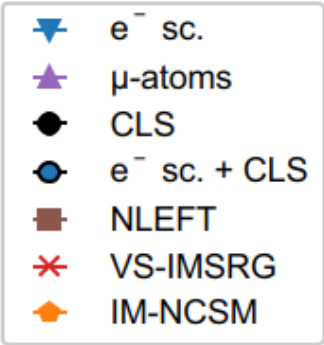 e⁻ sc.
μ-atoms
CLS
e⁻ sc. + CLS
NLEFT
VS-IMSRG
IM-NCSM